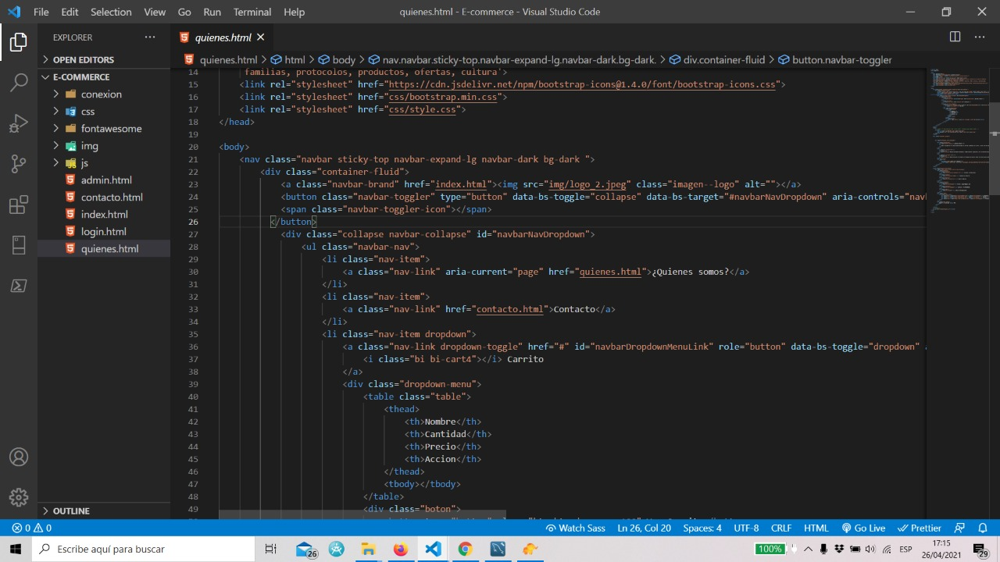 File Edit Selection View Go Run Terminal Help quienes.html - E-commerce - Visual Studio Code
EXPLORER
quienes.html
OPEN EDITORS
quienes.html > html > body > nav.navbar.sticky-top.navbar-expand-lg.navbar-dark.bg-dark. > div.container-fluid > button.navbar-toggler
E-COMMERCE
conexion
css
fontawesome
img
js
admin.html
contacto.html
index.html
login.html
quienes.html
OUTLINE
14 familias, protocolos, productos, ofertas, cultura'>
15 <link rel="stylesheet" href="https://cdn.jsdelivr.net/npm/bootstrap-icons@1.4.0/font/bootstrap-icons.css">
16 <link rel="stylesheet" href="css/bootstrap.min.css">
17 <link rel='stylesheet' href="css/main.css">
18 </head>
19
20 <body>
21 <nav class="navbar sticky-top navbar-expand-lg navbar-dark bg-dark ">
22 <div class="container-fluid">
23 <a class="navbar-brand" href="index.html"><img src="img/logo.png" class="imagen--logo" alt=""></a>
24 <button class="navbar-toggler" type="button" data-bs-toggle="collapse" data-bs-target="#navbarNavDropdown" aria-controls="nav
25 <span class="navbar-toggler-icon"></span>
26 </button>
27 <div class="collapse navbar-collapse" id="navbarNavDropdown">
28 <ul class="navbar-nav">
29 <li class="nav-item">
30 <a class="nav-link" aria-current="page" href="quienes.html">¿Quienes somos?</a>
31 </li>
32 <li class="nav-item">
33 <a class="nav-link" href="contacto.html">Contacto</a>
34 </li>
35 <li class="nav-item dropdown">
36 <a class="nav-link dropdown-toggle" href="#" id="navbarDropdownMenuLink" role="button" data-bs-toggle="dropdown"
37 <i class="bi bi-cart4"></i> Carrito
38 </a>
39 <div class="dropdown-menu">
40 <table class="table">
41 <thead>
42 <th>Nombre</th>
43 <th>Cantidad</th>
44 <th>Precio</th>
45 <th>Accion</th>
46 </thead>
47 <tbody></tbody>
48 </table>
49 <div class="boton">
0 0 Watch Sass Ln 26, Col 20 Spaces: 4 UTF-8 CRLF HTML Go Live Prettier
Escribe aquí para buscar
26
100%
ESP
17:15
26/04/2021
29